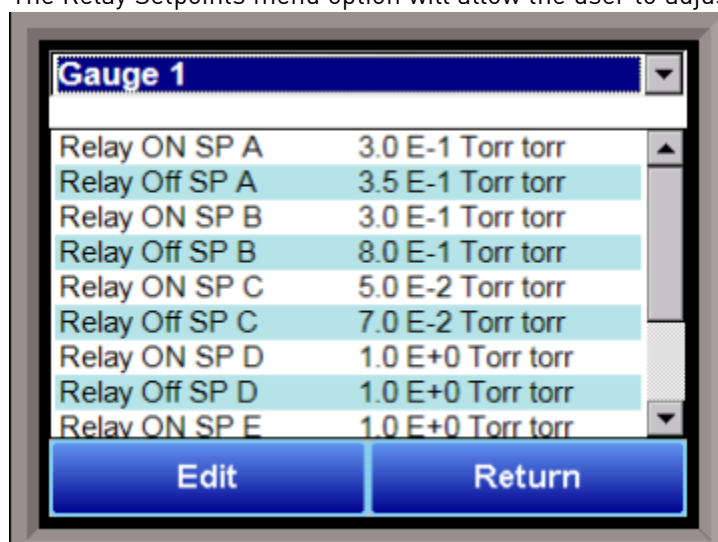 The Relay Setpoints menu option will allow the user to adju
Gauge 1
Relay ON SP A 3.0 E-1 Torr torr
Relay Off SP A 3.5 E-1 Torr torr
Relay ON SP B 3.0 E-1 Torr torr
Relay Off SP B 8.0 E-1 Torr torr
Relay ON SP C 5.0 E-2 Torr torr
Relay Off SP C 7.0 E-2 Torr torr
Relay ON SP D 1.0 E+0 Torr torr
Relay Off SP D 1.0 E+0 Torr torr
Relay ON SP E 1.0 E+0 Torr torr
Edit Return